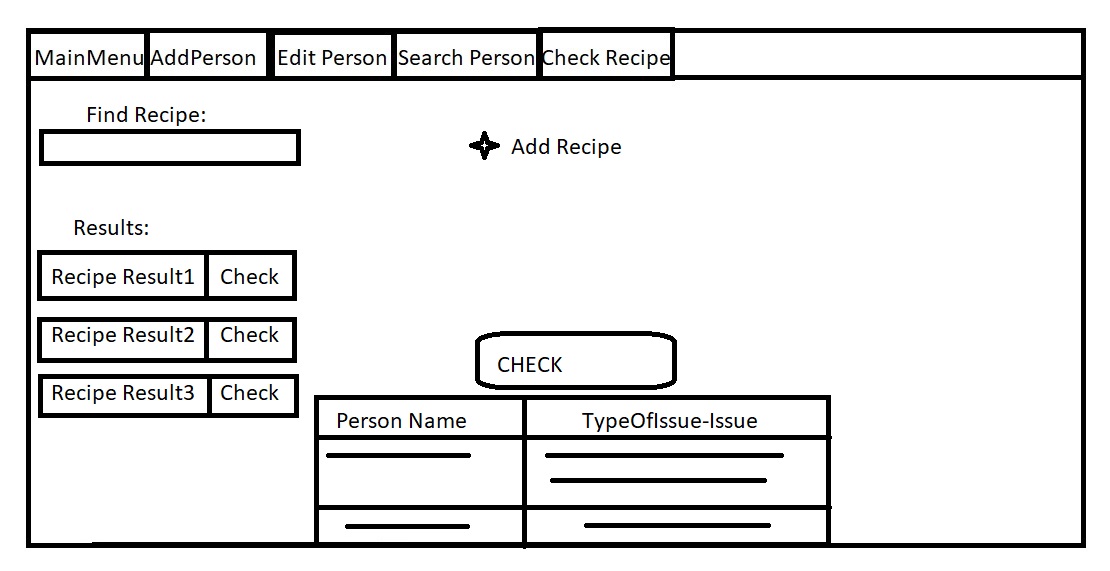 MainMenu
AddPerson
Edit Person
Search Person
Check Recipe
Find Recipe:
Add Recipe
Results:
Recipe Result1
Check
Recipe Result2
Check
Recipe Result3
Check
CHECK
Person Name
TypeOfIssue-Issue